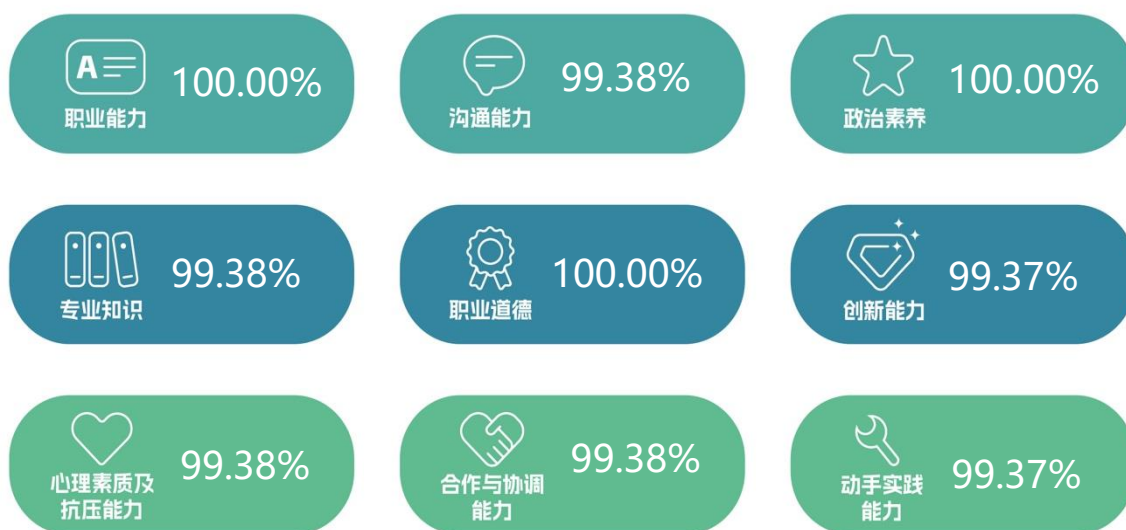 A
职业能力
100.00%
沟通能力
99.38%
政治素养
100.00%
专业知识
99.38%
职业道德
100.00%
创新能力
99.37%
心理素质及
抗压能力
99.38%
合作与协调
能力
99.38%
动手实践
能力
99.37%